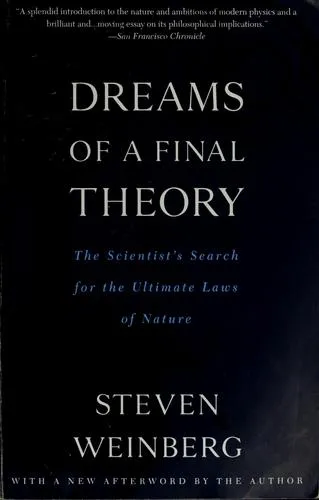 "A splendid introduction to the nature and ambitions of modern physics and a
brilliant and...moving essay on its philosophical implications."
—San Francisco Chronicle
DREAMS
OF A FINAL
THEORY
The Scientist's Search
for the Ultimate Laws
of Nature
STEVEN
WEINBERG
WITH A NEW AFTERWORD BY THE AUTHOR